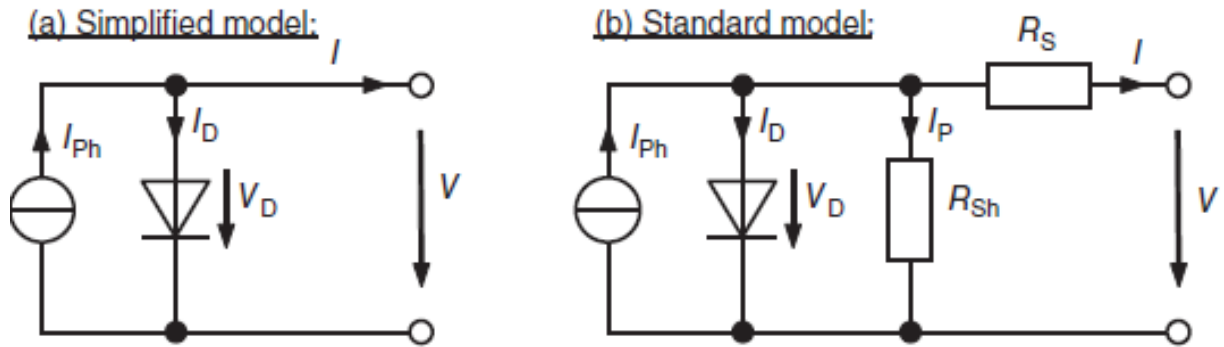 (a) Simplified model:
I
I_Ph
I_D
V_D
V
(b) Standard model:
R_S
I
I_Ph
I_D
V_D
I_P
R_Sh
V